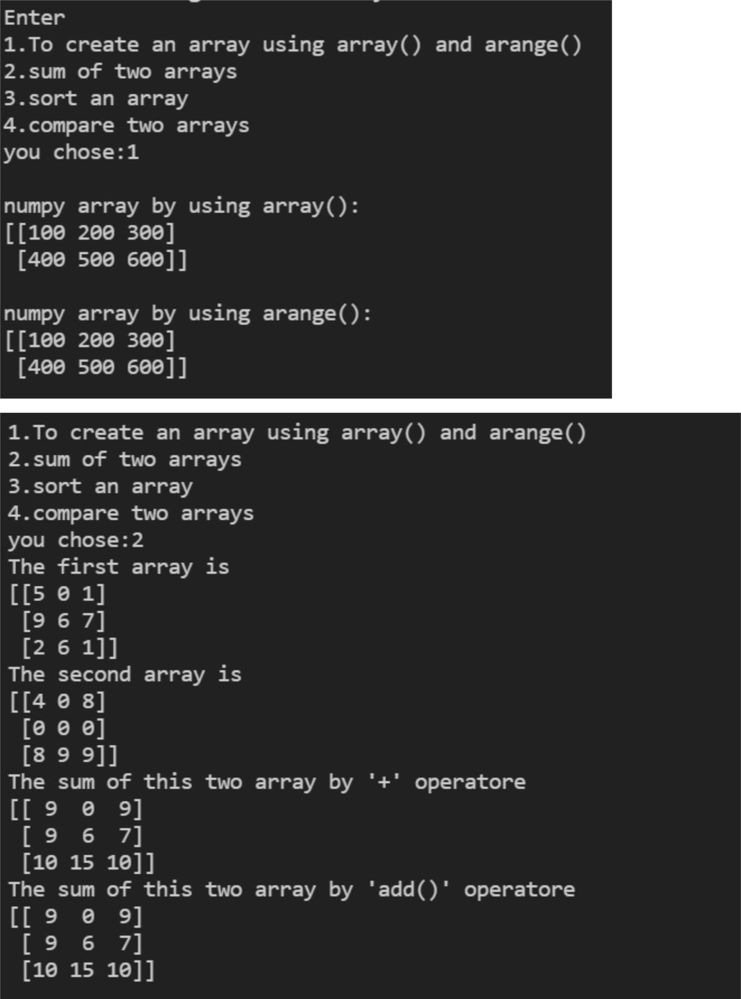 Enter
1.To create an array using array() and arange()
2.sum of two arrays
3.sort an array
4.compare two arrays
you chose:1
numpy array by using array():
[[100 200 300]
 [400 500 600]]
numpy array by using arange():
[[100 200 300]
 [400 500 600]]
1.To create an array using array() and arange()
2.sum of two arrays
3.sort an array
4.compare two arrays
you chose:2
The first array is
[[5 0 1]
 [9 6 7]
 [2 6 1]]
The second array is
[[4 0 8]
 [0 0 0]
 [8 9 9]]
The sum of this two array by '+' operatore
[[ 9  0  9]
 [ 9  6  7]
 [10 15 10]]
The sum of this two array by 'add()' operatore
[[ 9  0  9]
 [ 9  6  7]
 [10 15 10]]